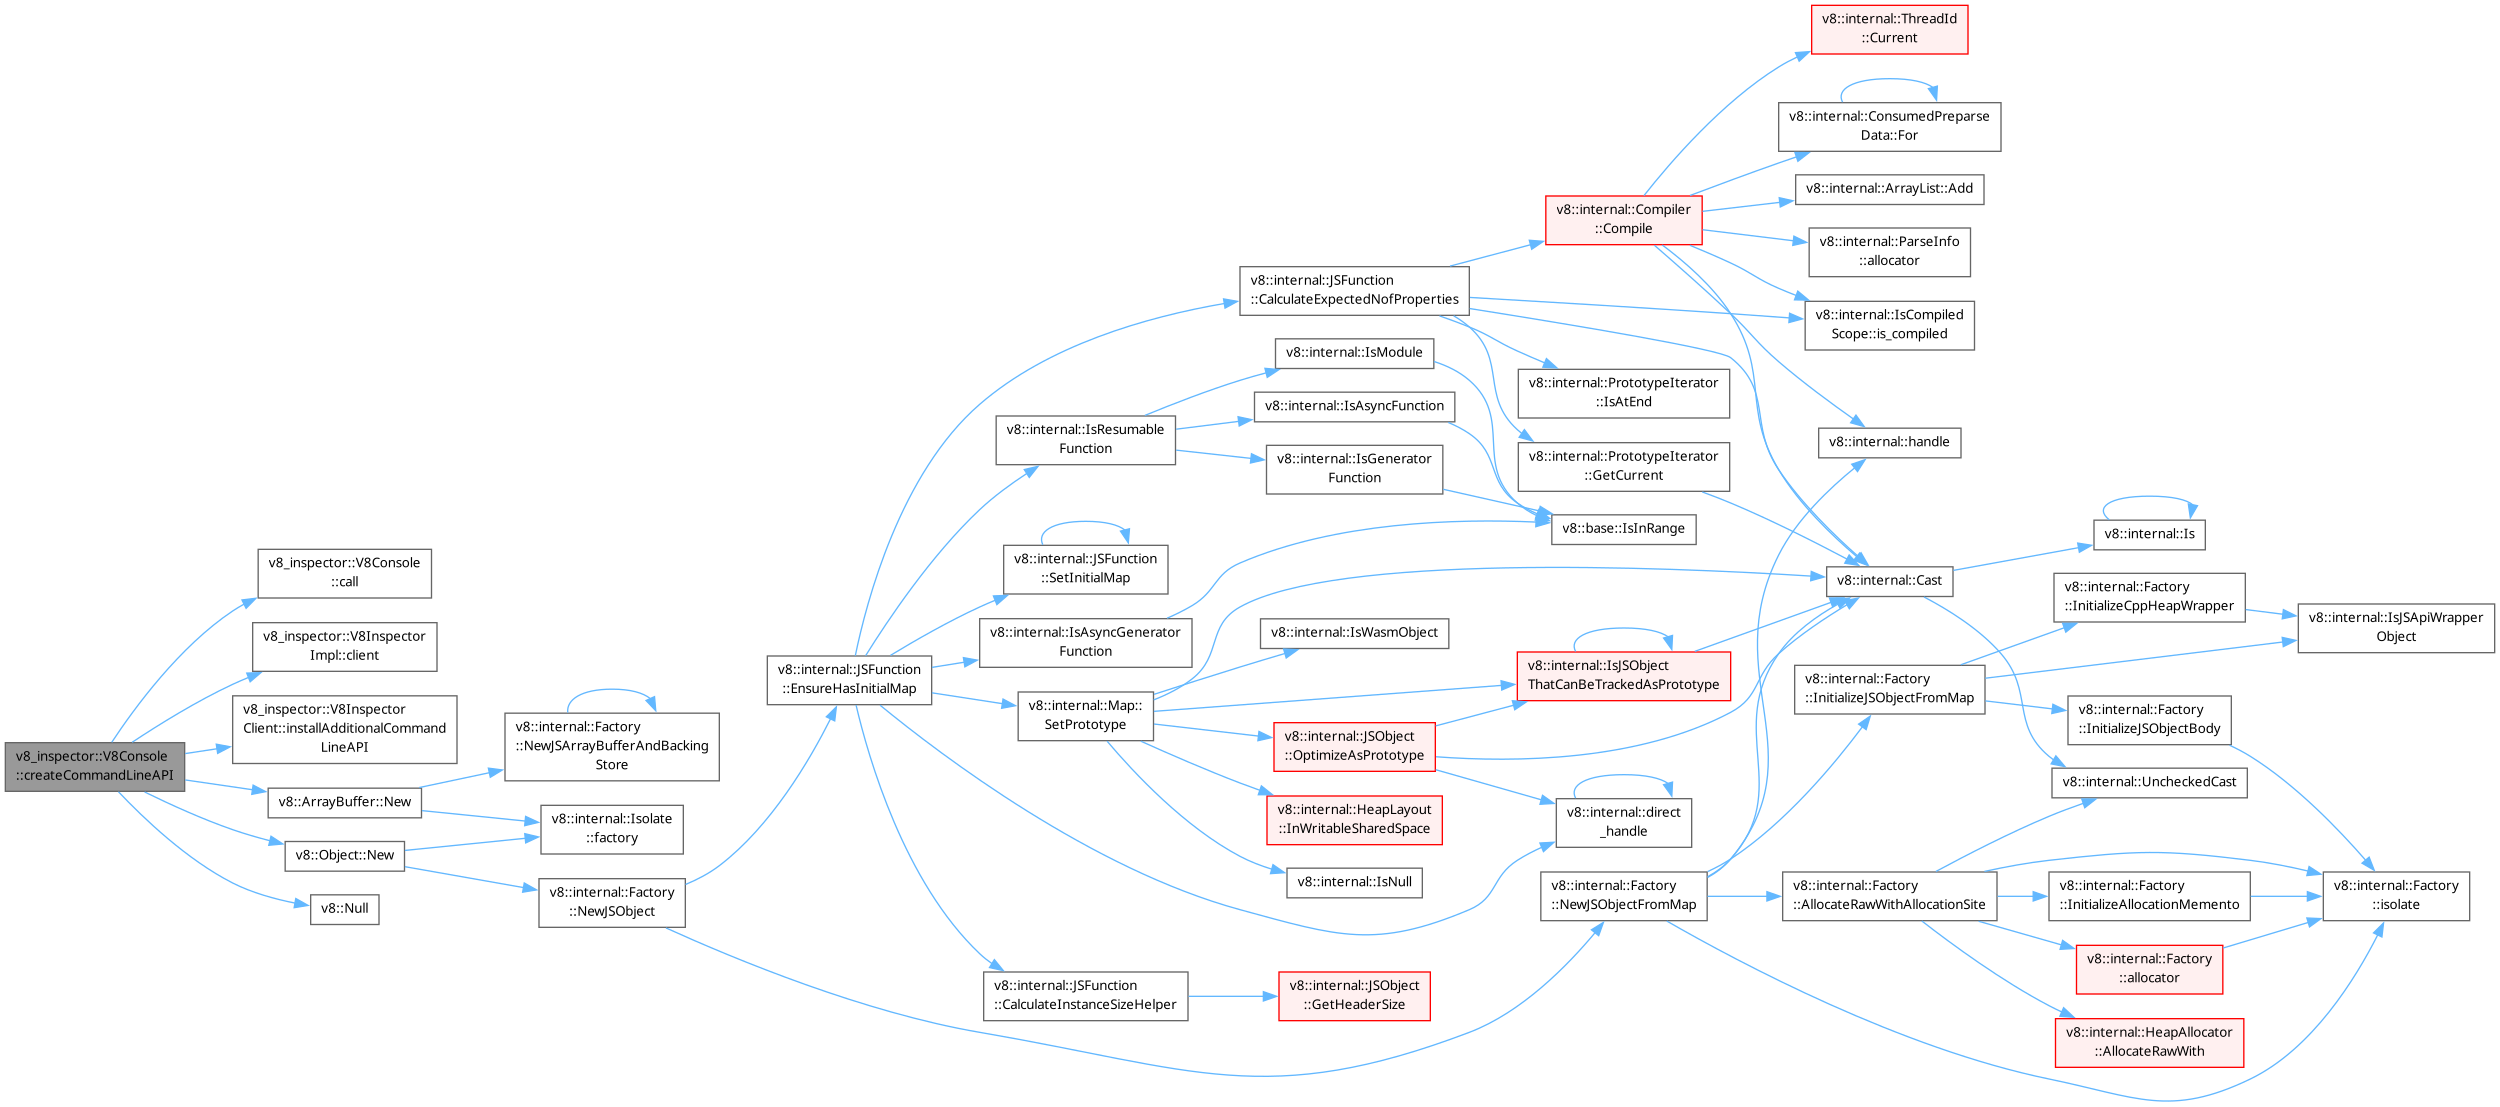 v8_inspector::V8Console
::createCommandLineAPI
v8_inspector::V8Console
::call
v8_inspector::V8Inspector
Impl::client
v8_inspector::V8Inspector
Client::installAdditionalCommand
LineAPI
v8::ArrayBuffer::New
v8::Object::New
v8::Null
v8::internal::Factory
::NewJSArrayBufferAndBacking
Store
v8::internal::Isolate
::factory
v8::internal::Factory
::NewJSObject
v8::internal::JSFunction
::EnsureHasInitialMap
v8::internal::IsResumable
Function
v8::internal::JSFunction
::SetInitialMap
v8::internal::IsAsyncGenerator
Function
v8::internal::Map::
SetPrototype
v8::internal::JSFunction
::CalculateInstanceSizeHelper
v8::internal::JSFunction
::CalculateExpectedNofProperties
v8::internal::IsModule
v8::internal::IsAsyncFunction
v8::internal::IsGenerator
Function
v8::internal::IsWasmObject
v8::internal::JSObject
::OptimizeAsPrototype
v8::internal::HeapLayout
::InWritableSharedSpace
v8::internal::IsNull
v8::internal::JSObject
::GetHeaderSize
v8::internal::Compiler
::Compile
v8::internal::PrototypeIterator
::IsAtEnd
v8::internal::PrototypeIterator
::GetCurrent
v8::base::IsInRange
v8::internal::IsJSObject
ThatCanBeTrackedAsPrototype
v8::internal::direct
_handle
v8::internal::Factory
::NewJSObjectFromMap
v8::internal::ThreadId
::Current
v8::internal::ConsumedPreparse
Data::For
v8::internal::ArrayList::Add
v8::internal::ParseInfo
::allocator
v8::internal::IsCompiled
Scope::is_compiled
v8::internal::handle
v8::internal::Cast
v8::internal::Factory
::InitializeJSObjectFromMap
v8::internal::Factory
::AllocateRawWithAllocationSite
v8::internal::Is
v8::internal::Factory
::InitializeCppHeapWrapper
v8::internal::Factory
::InitializeJSObjectBody
v8::internal::UncheckedCast
v8::internal::Factory
::InitializeAllocationMemento
v8::internal::Factory
::allocator
v8::internal::HeapAllocator
::AllocateRawWith
v8::internal::IsJSApiWrapper
Object
v8::internal::Factory
::isolate